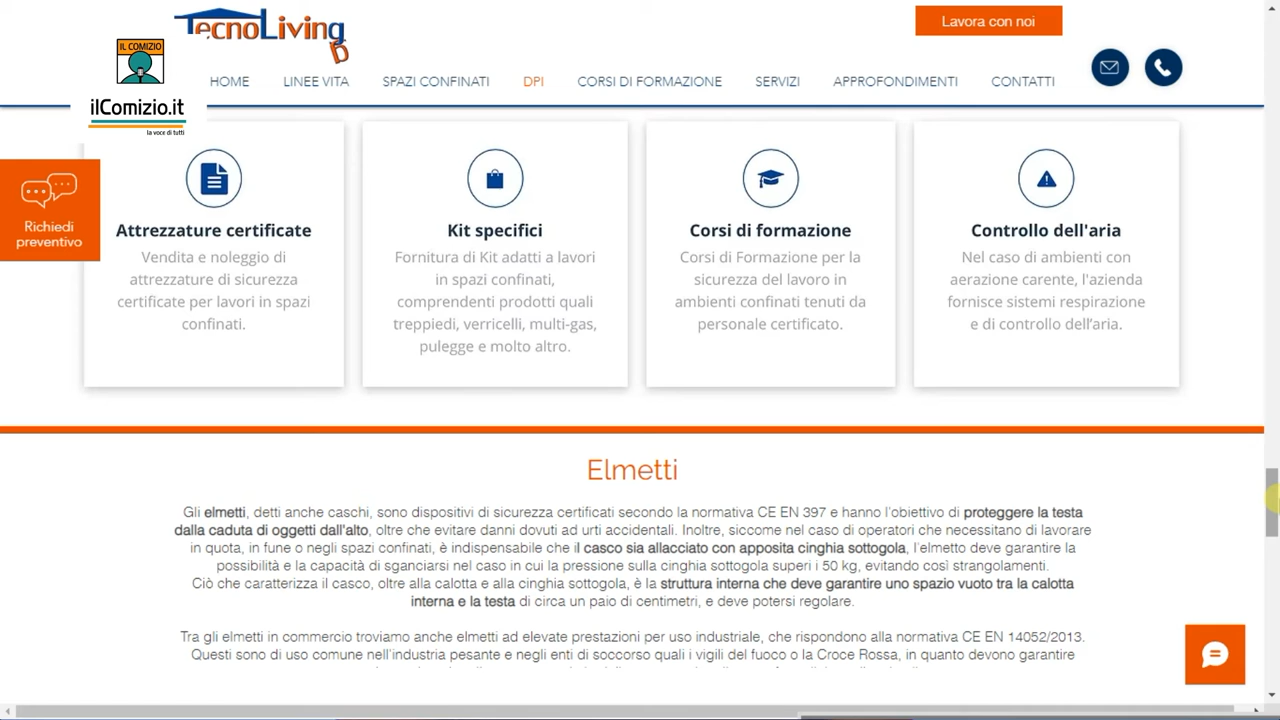 TecnoLiving
Lavora con noi
IL COMIZIO
ilComizio.it
la voce di tutti
HOME LINEE VITA SPAZI CONFINATI DPI CORSI DI FORMAZIONE SERVIZI APPROFONDIMENTI CONTATTI
Richiedi
preventivo
Attrezzature certificate
Vendita e noleggio di
attrezzature di sicurezza
certificate per lavori in spazi
confinati.
Kit specifici
Fornitura di Kit adatti a lavori
in spazi confinati,
comprendenti prodotti quali
treppiedi, verricelli, multi-gas,
pulegge e molto altro.
Corsi di formazione
Corsi di Formazione per la
sicurezza del lavoro in
ambienti confinati tenuti da
personale certificato.
Controllo dell'aria
Nel caso di ambienti con
aerazione carente, l'azienda
fornisce sistemi respirazione
e di controllo dell’aria.
Elmetti
Gli elmetti, detti anche caschi, sono dispositivi di sicurezza certificati secondo la normativa CE EN 397 e hanno l’obiettivo di proteggere la testa
dalla caduta di oggetti dall'alto, oltre che evitare danni dovuti ad urti accidentali. Inoltre, siccome nel caso di operatori che necessitano di lavorare
in quota, in fune o negli spazi confinati, è indispensabile che il casco sia allacciato con apposita cinghia sottogola, l’elmetto deve garantire la
possibilità e la capacità di sganciarsi nel caso in cui la pressione sulla cinghia sottogola superi i 50 kg, evitando così strangolamenti.
Ciò che caratterizza il casco, oltre alla calotta e alla cinghia sottogola, è la struttura interna che deve garantire uno spazio vuoto tra la calotta
interna e la testa di circa un paio di centimetri, e deve potersi regolare.
Tra gli elmetti in commercio troviamo anche elmetti ad elevate prestazioni per uso industriale, che rispondono alla normativa CE EN 14052/2013.
Questi sono di uso comune nell’industria pesante e negli enti di soccorso quali i vigili del fuoco o la Croce Rossa, in quanto devono garantire